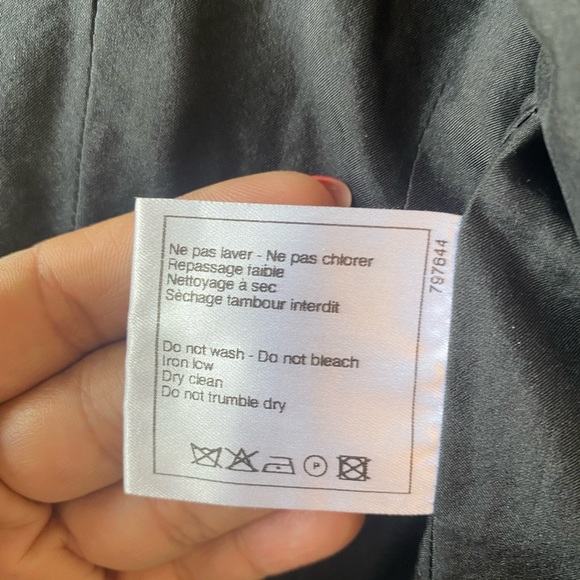 Ne pas laver - Ne pas chlorer
Repassage faible
Nettoyage à sec
Sèchage tambour interdit
Do not wash - Do not bleach
Iron low
Dry clean
Do not trumble dry
P
797644